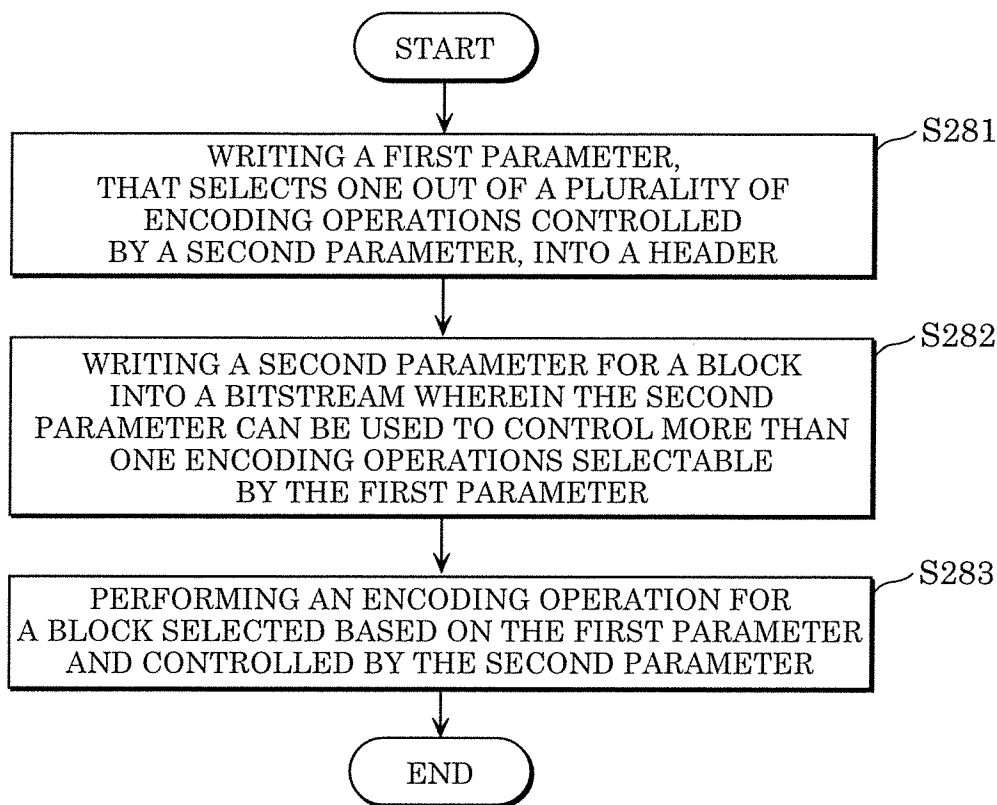 START
S281
WRITING A FIRST PARAMETER,
THAT SELECTS ONE OUT OF A PLURALITY OF
ENCODING OPERATIONS CONTROLLED
BY A SECOND PARAMETER, INTO A HEADER
S282
WRITING A SECOND PARAMETER FOR A BLOCK
INTO A BITSTREAM WHEREIN THE SECOND
PARAMETER CAN BE USED TO CONTROL MORE THAN
ONE ENCODING OPERATIONS SELECTABLE
BY THE FIRST PARAMETER
S283
PERFORMING AN ENCODING OPERATION FOR
A BLOCK SELECTED BASED ON THE FIRST PARAMETER
AND CONTROLLED BY THE SECOND PARAMETER
END